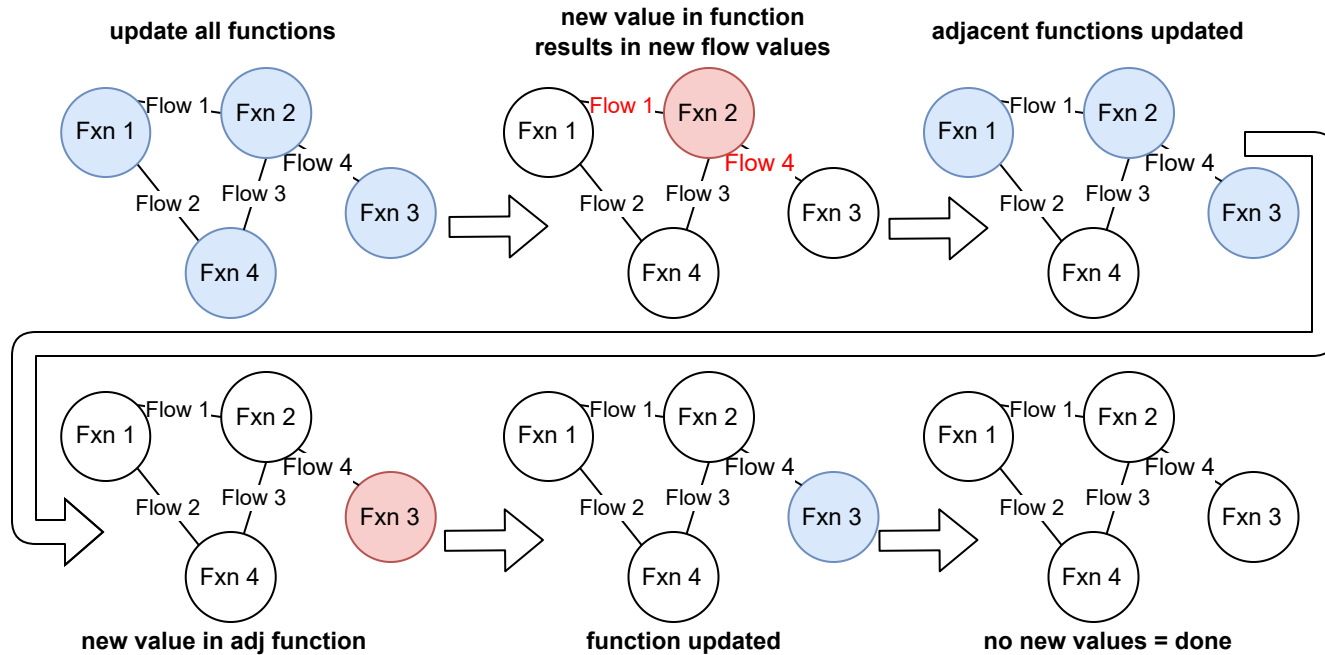 update all functions
new value in function
results in new flow values
adjacent functions updated
Fxn 1
Flow 1
Fxn 2
Flow 4
Flow 2
Flow 3
Fxn 3
Fxn 4
Fxn 1
Flow 1
Fxn 2
Flow 4
Flow 2
Flow 3
Fxn 3
Fxn 4
Fxn 1
Flow 1
Fxn 2
Flow 4
Flow 2
Flow 3
Fxn 3
Fxn 4
Fxn 1
Flow 1
Fxn 2
Flow 4
Flow 2
Flow 3
Fxn 3
Fxn 4
new value in adj function
Fxn 1
Flow 1
Fxn 2
Flow 4
Flow 2
Flow 3
Fxn 3
Fxn 4
function updated
Fxn 1
Flow 1
Fxn 2
Flow 4
Flow 2
Flow 3
Fxn 3
Fxn 4
no new values = done